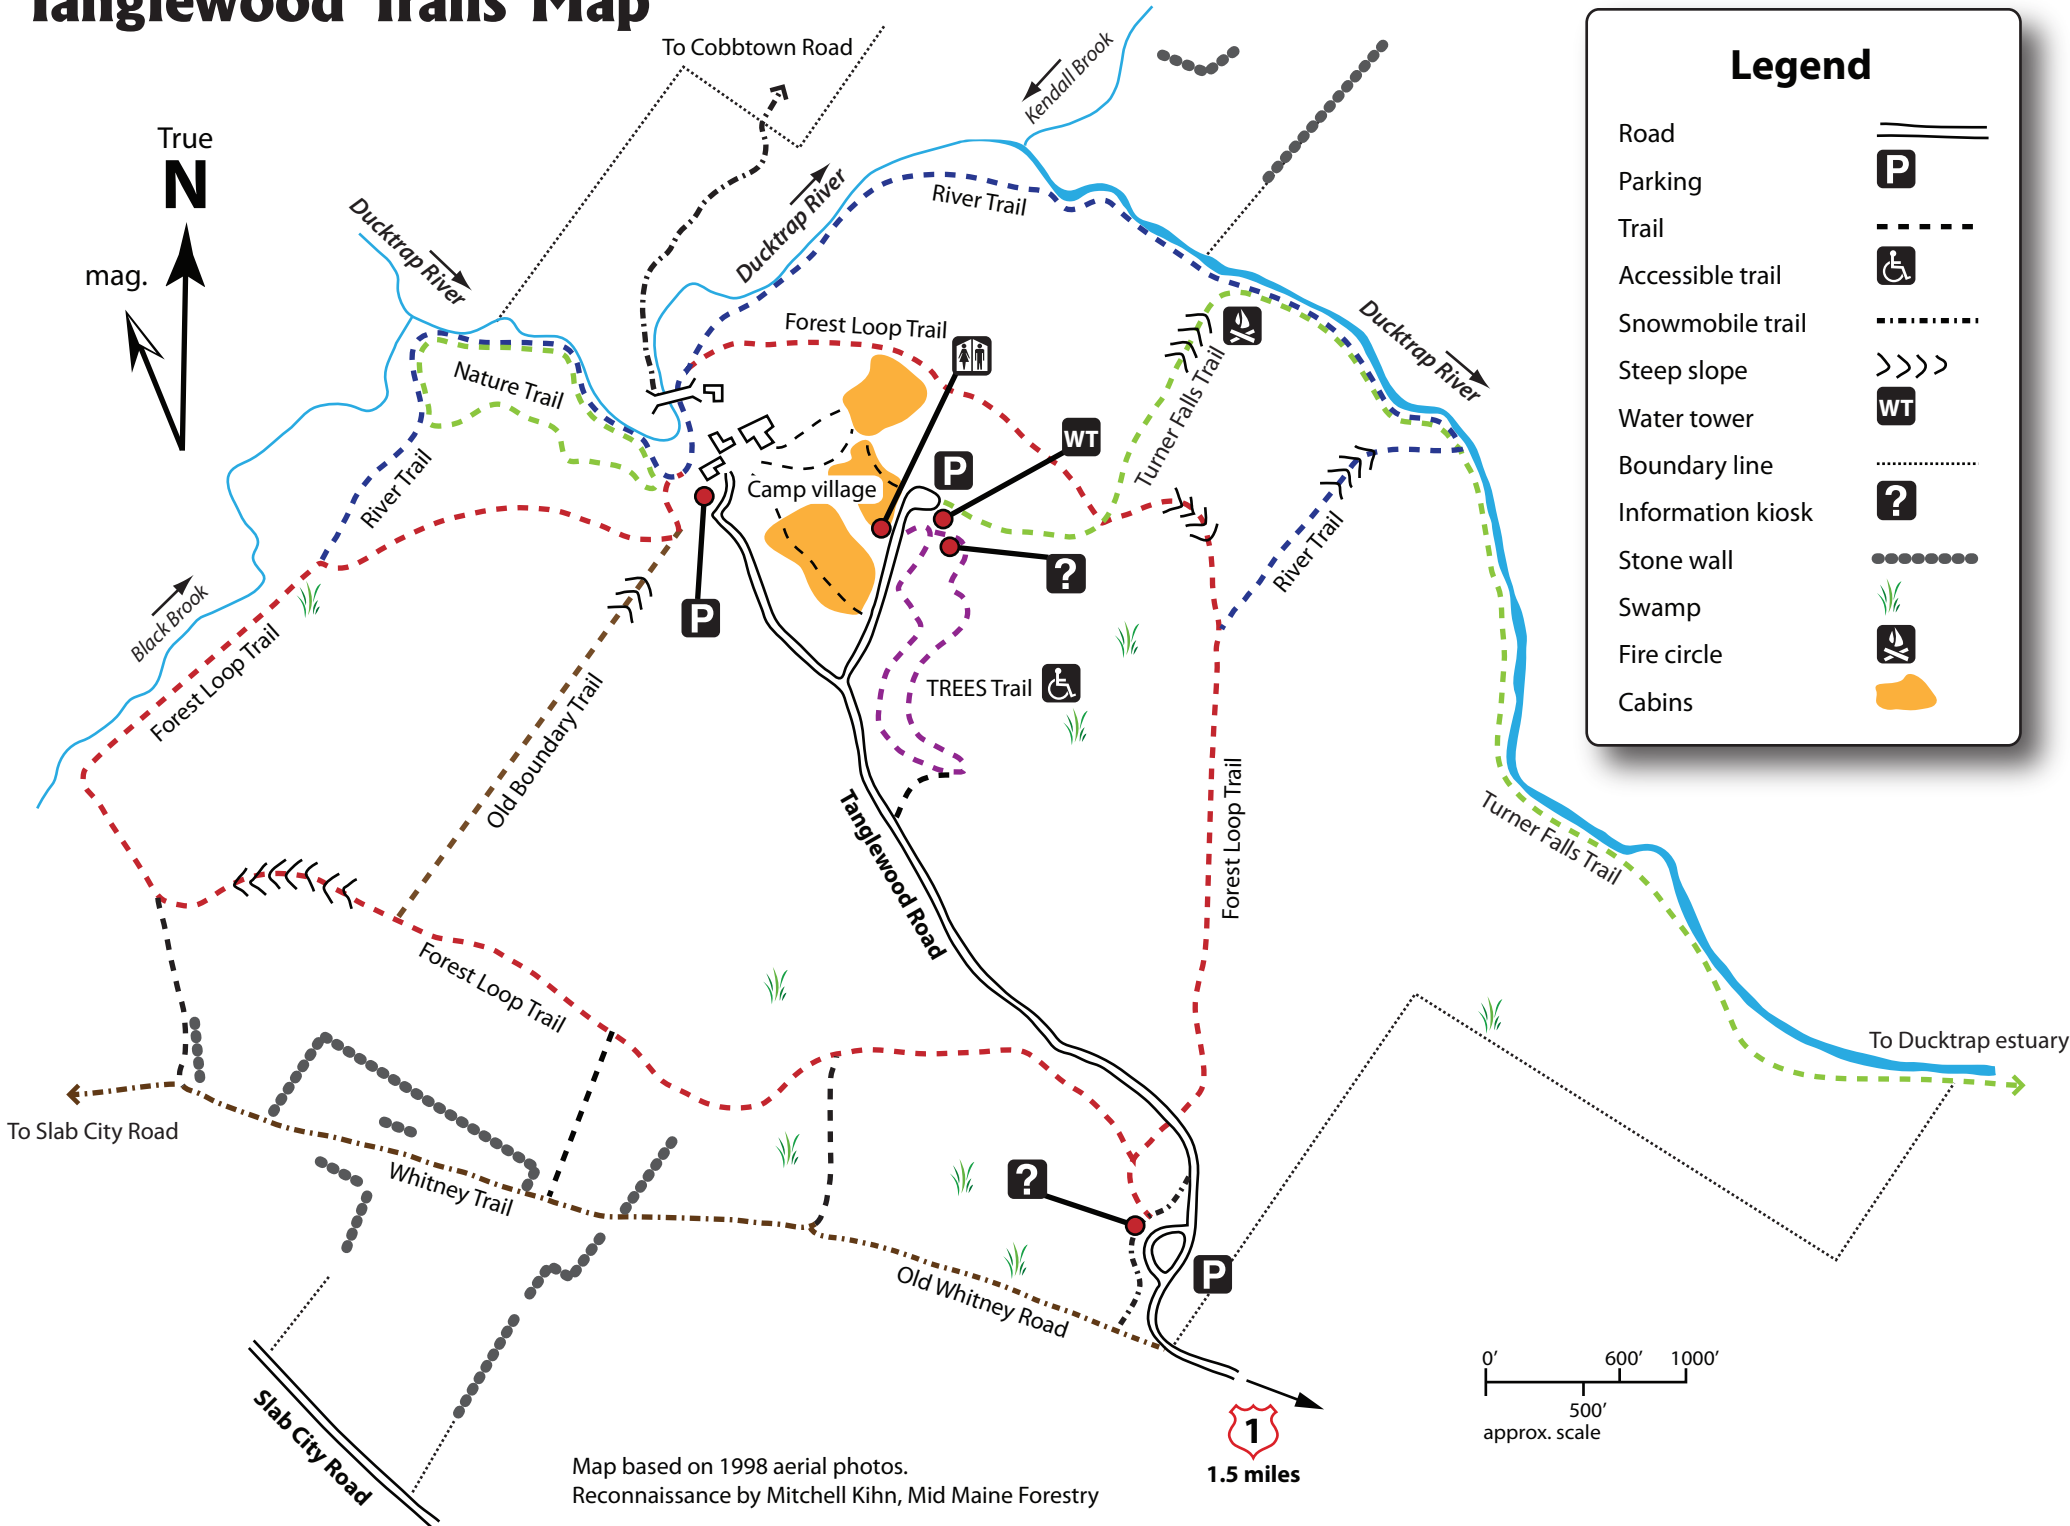 Tanglewood Trails Map
To Cobbtown Road
Kendall Brook
True
N
mag.
Ducktrap River
Ducktrap River
River Trail
Forest Loop Trail
Nature Trail
Ducktrap River
Turner Falls Trail
WT
P
Camp village
River Trail
River Trail
?
P
Black Brook
Forest Loop Trail
Old Boundary Trail
TREES Trail
Tanglewood Road
Forest Loop Trail
Turner Falls Trail
Forest Loop Trail
To Ducktrap estuary
To Slab City Road
Whitney Trail
?
P
Old Whitney Road
Slab City Road
1
1.5 miles
0’ 600’ 1000’
500’
approx. scale
Map based on 1998 aerial photos.
Reconnaissance by Mitchell Kihn, Mid Maine Forestry
Legend
Road
Parking P
Trail
Accessible trail
Snowmobile trail
Steep slope
Water tower WT
Boundary line
Information kiosk ?
Stone wall
Swamp
Fire circle
Cabins